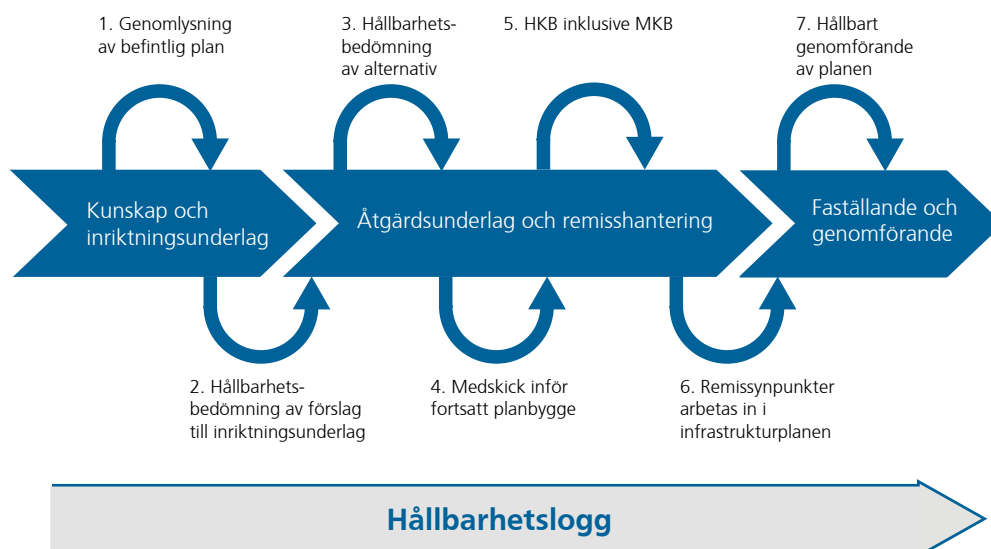 1. Genomlysning
av befintlig plan
3. Hållbarhets-
bedömning
av alternativ
5. HKB inklusive MKB
7. Hållbart
genomförande
av planen
Kunskap och
inriktningsunderlag
Åtgärdsunderlag och remisshantering
Faställande och
genomförande
2. Hållbarhets-
bedömning av förslag
till inriktningsunderlag
4. Medskick inför
fortsatt planbygge
6. Remissynpunkter
arbetas in i
infrastrukturplanen
Hållbarhetslogg